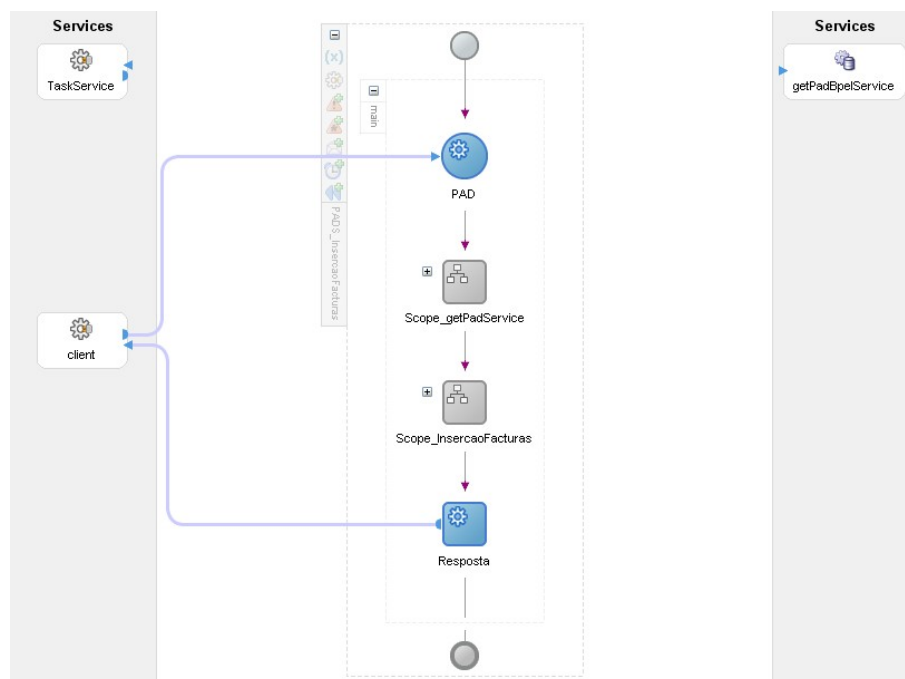 Services
TaskService
client
(x)
PADS_InsercaoFacturas
main
PAD
Scope_getPadService
Scope_InsercaoFacturas
Resposta
Services
getPadBpelService